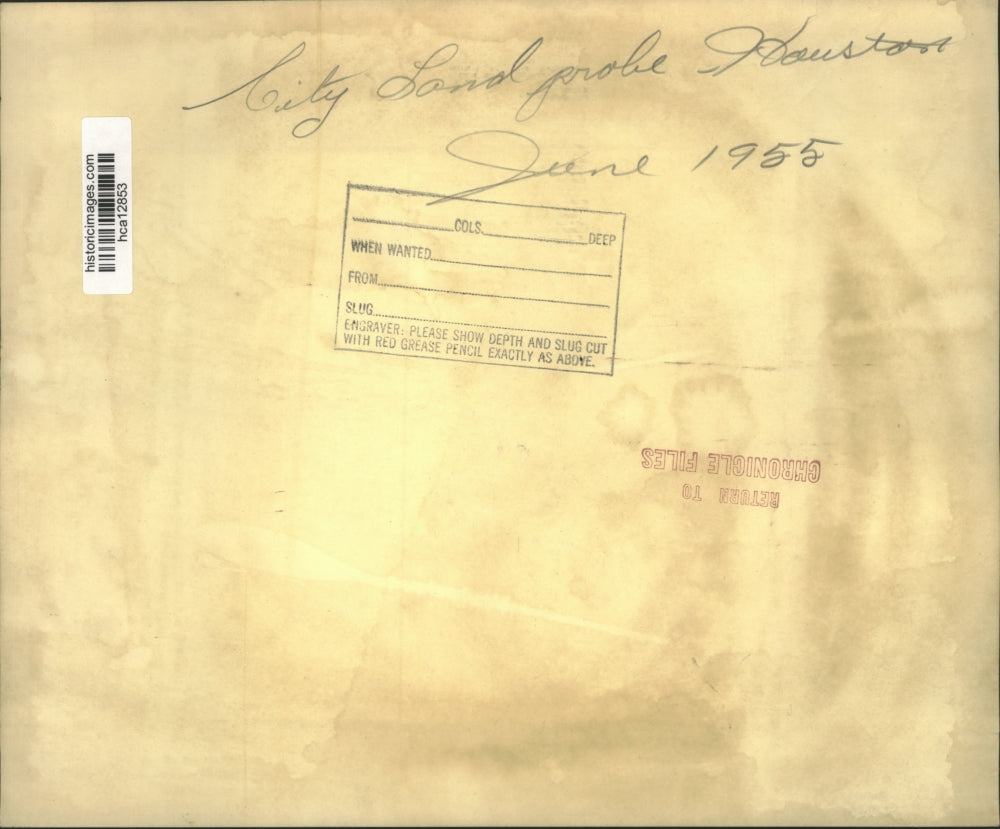 City Land probe Houston
June 1955
historicimages.com
hca12853
COLS. DEEP
WHEN WANTED
FROM
SLUG
ENGRAVER: PLEASE SHOW DEPTH AND SLUG CUT
WITH RED GREASE PENCIL EXACTLY AS ABOVE.
RETURN TO
CHRONICLE FILES